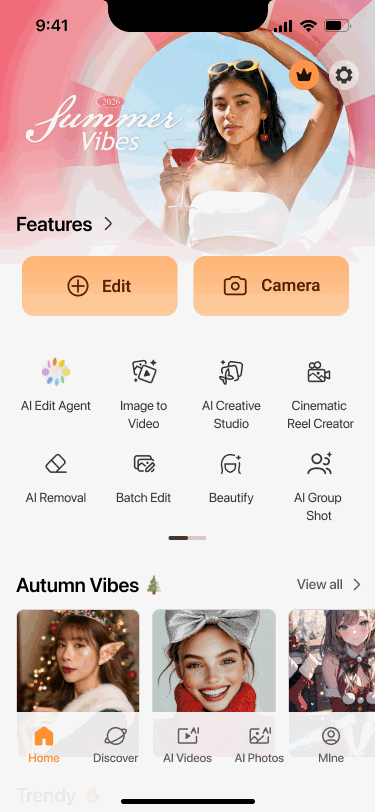 9:41
2026
Summer
Vibes
Features
Edit
Camera
AI Edit Agent
Image to
Video
AI Creative
Studio
Cinematic
Reel Creator
AI Removal
Batch Edit
Beautify
AI Group
Shot
Autumn Vibes
View all
Home
Discover
AI Videos
AI Photos
MIne
Trendy